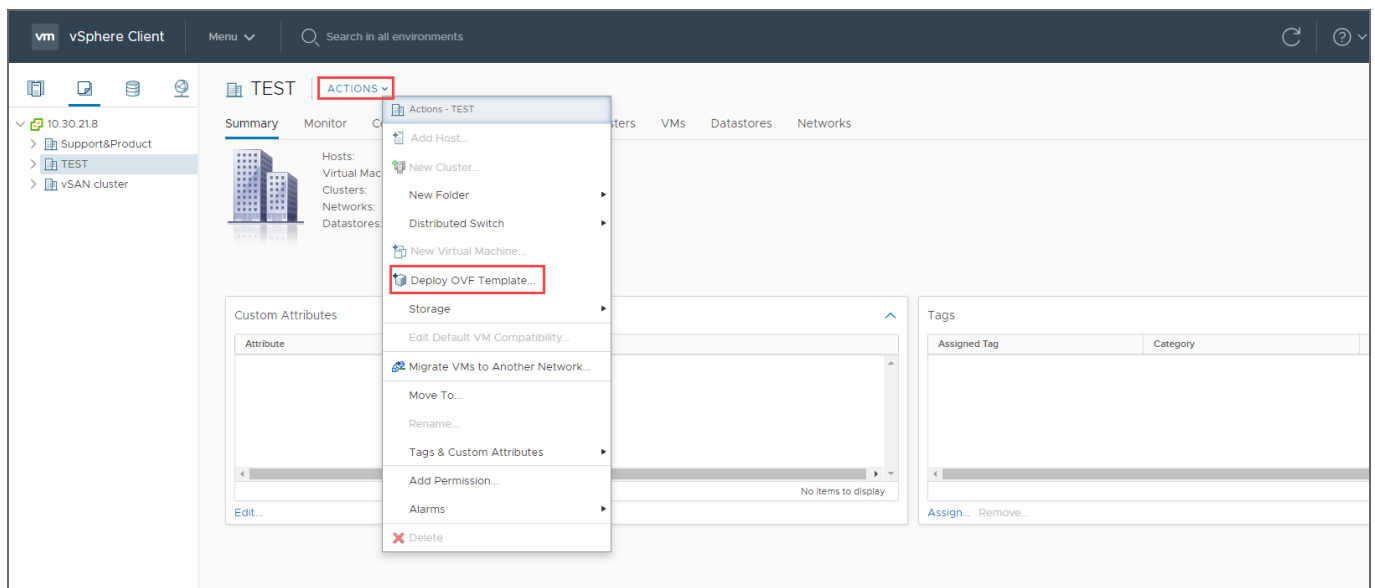 vm vSphere Client Menu Search in all environments
TEST ACTIONS
Actions - TEST
10.30.21.8
Support&Product
TEST
vSAN cluster
Summary Monitor C sters VMs Datastores Networks
Hosts:
Virtual Mac
Clusters:
Networks:
Datastores:
Add Host...
New Cluster...
New Folder
Distributed Switch
New Virtual Machine...
Deploy OVF Template...
Storage
Edit Default VM Compatibility...
Migrate VMs to Another Network...
Move To...
Rename...
Tags & Custom Attributes
Add Permission...
Alarms
Delete
Custom Attributes
Attribute
No items to display
Edit...
Tags
Assigned Tag Category
Assign... Remove...